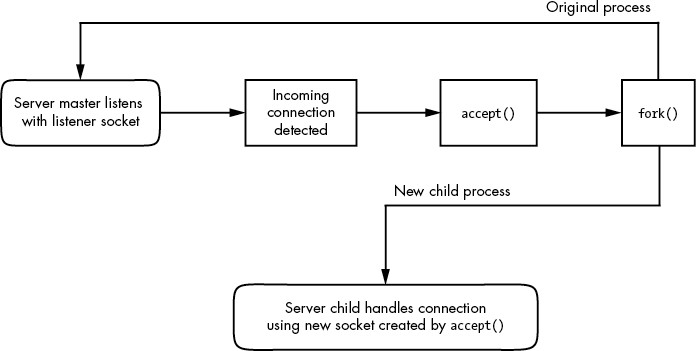 Original process
Server master listens
with listener socket
Incoming
connection
detected
accept()
fork()
New child process
Server child handles connection
using new socket created by accept()